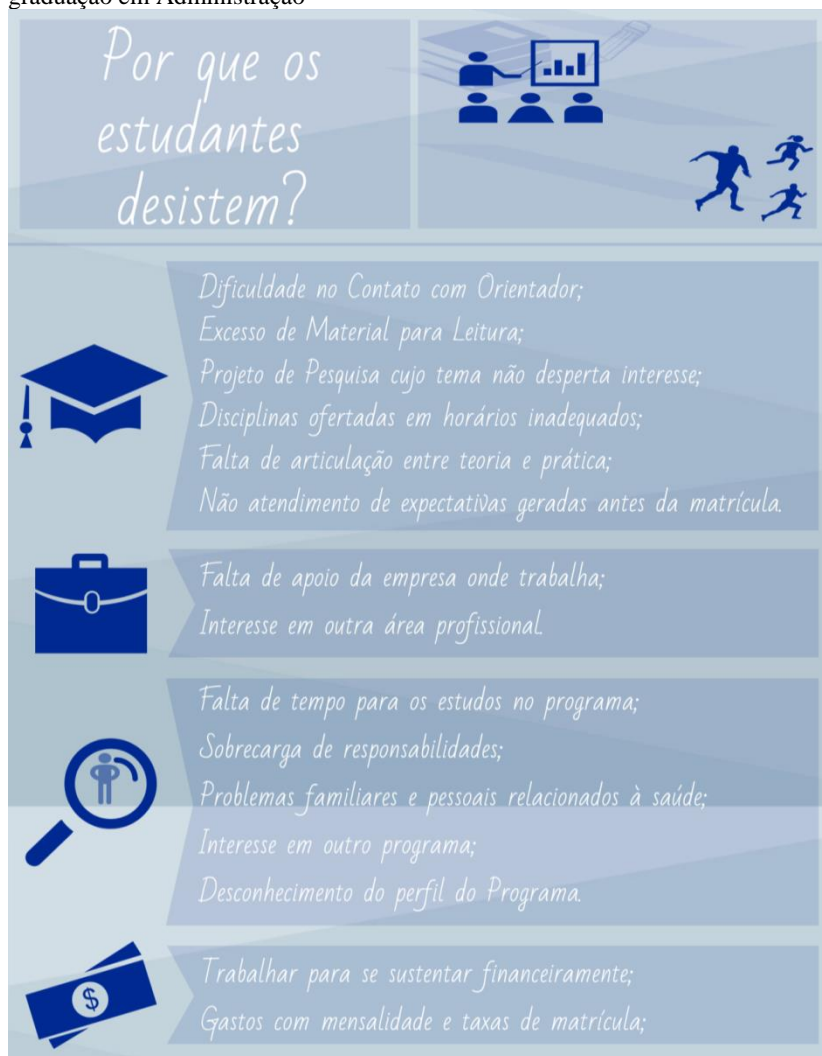 graduação em Administração
Por que os
estudantes
desistem?
Dificuldade no Contato com Orientador;
Excesso de Material para Leitura;
Projeto de Pesquisa cujo tema não desperta interesse;
Disciplinas ofertadas em horários inadequados;
Falta de articulação entre teoria e prática;
Não atendimento de expectativas geradas antes da matrícula.
Falta de apoio da empresa onde trabalha;
Interesse em outra área profissional.
Falta de tempo para os estudos no programa;
Sobrecarga de responsabilidades;
Problemas familiares e pessoais relacionados à saúde;
Interesse em outro programa;
Desconhecimento do perfil do Programa.
Trabalhar para se sustentar financeiramente;
$
Gastos com mensalidade e taxas de matrícula;